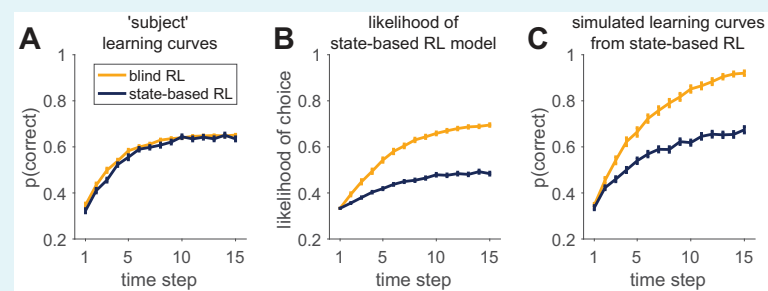 A
'subject'
learning curves
1
0.8
0.6
0.4
0.2
p(correct)
blind RL
state-based RL
1
5
10
15
time step
B
likelihood of
state-based RL model
1
0.8
0.6
0.4
0.2
likelihood of choice
1
5
10
15
time step
C
simulated learning curves
from state-based RL
1
0.8
0.6
0.4
0.2
p(correct)
1
5
10
15
time step